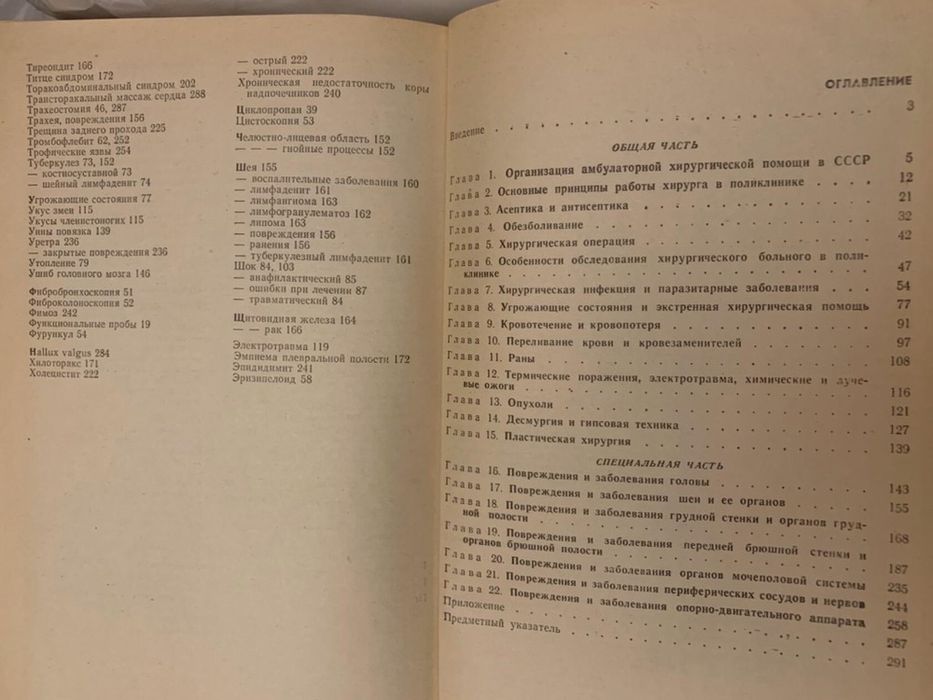 Тиреоидит 166
Титце синдром 172
Торакоабдоминальный синдром 202
Трансторакальный массаж сердца 288
Трахеостомия 46, 287
Трахея, повреждения 156
Трещина заднего прохода 225
Тромбофлебит 62, 252
Трофические язвы 254
Туберкулез 73, 152
— костносуставной 73
— шейный лимфаденит 74
Угрожающие состояния 77
Укус змеи 115
Укусы членистоногих 115
Унны повязка 139
Уретра 236
— закрытые повреждения 236
Утопление 79
Ушиб головного мозга 146
Фибробронхоскопия 51
Фиброколоноскопия 52
Фимоз 242
Функциональные пробы 19
Фурункул 54
Hallux valgus 284
Хилоторакс 171
Холецистит 222
— острый 222
— хронический 222
Хроническая недостаточность коры
надпочечников 240
Циклопропан 39
Цистоскопия 53
Челюстно-лицевая область 152
— — — гнойные процессы 152
Шея 155
— воспалительные заболевания 160
— лимфаденит 161
— лимфангиома 163
— лимфогранулематоз 162
— липома 163
— повреждения 156
— ранения 156
— туберкулезный лимфаденит 161
Шок 84, 103
— анафилактический 85
— ошибки при лечении 87
— травматический 84
Щитовидная железа 164
— — рак 166
Электротравма 119
Эмпиема плевральной полости 172
Эпидидимит 241
Эризипелоид 58
ОГЛАВЛЕНИЕ
Введение 3
ОБЩАЯ ЧАСТЬ
Глава 1. Организация амбулаторной хирургической помощи в СССР 5
Глава 2. Основные принципы работы хирурга в поликлинике 12
Глава 3. Асептика и антисептика 21
Глава 4. Обезболивание 32
Глава 5. Хирургическая операция 42
Глава 6. Особенности обследования хирургического больного в поли-
клинике 47
Глава 7. Хирургическая инфекция и паразитарные заболевания 54
Глава 8. Угрожающие состояния и экстренная хирургическая помощь 77
Глава 9. Кровотечение и кровопотеря 91
Глава 10. Переливание крови и кровезаменителей 97
Глава 11. Раны 108
Глава 12. Термические поражения, электротравма, химические и луче-
вые ожоги 116
Глава 13. Опухоли 121
Глава 14. Десмургия и гипсовая техника 127
Глава 15. Пластическая хирургия 139
СПЕЦИАЛЬНАЯ ЧАСТЬ
Глава 16. Повреждения и заболевания головы 143
Глава 17. Повреждения и заболевания шеи и ее органов 155
Глава 18. Повреждения и заболевания грудной стенки и органов груд-
ной полости 168
Глава 19. Повреждения и заболевания передней брюшной стенки и
органов брюшной полости 187
Глава 20. Повреждения и заболевания органов мочеполовой системы 235
Глава 21. Повреждения и заболевания периферических сосудов и нервов 244
Глава 22. Повреждения и заболевания опорно-двигательного аппарата 258
Приложение 287
Предметный указатель 291